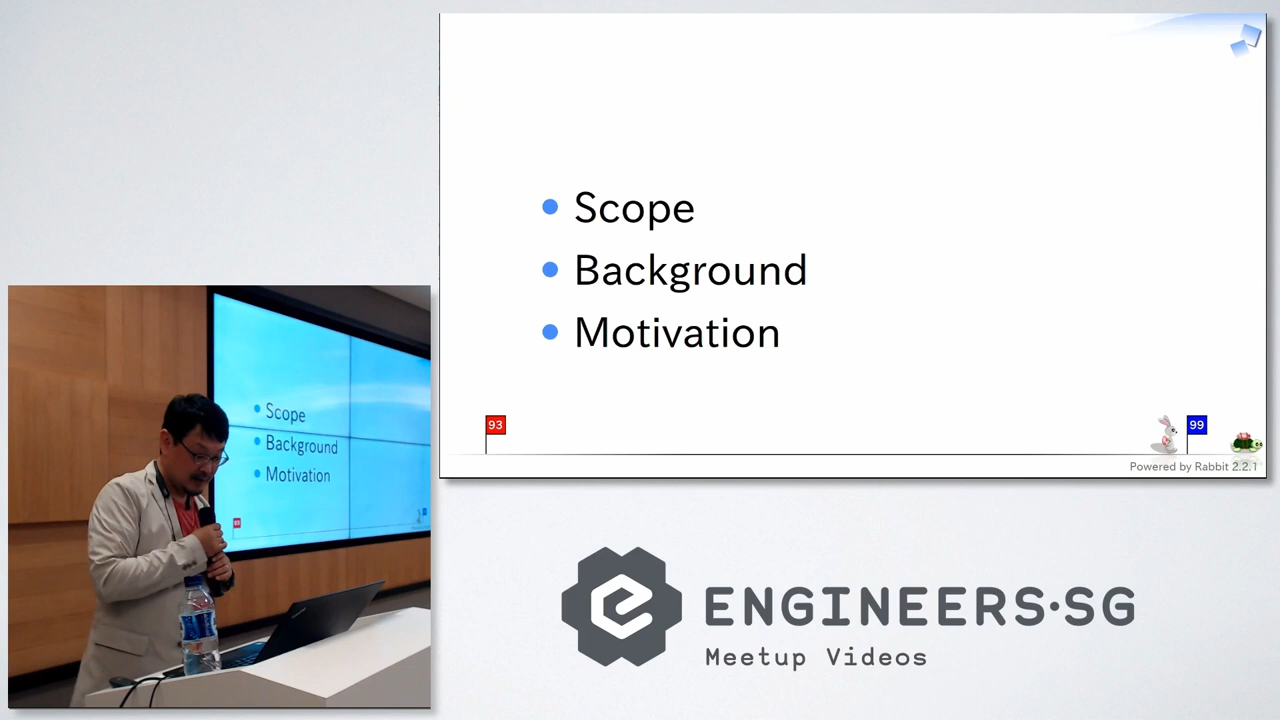 Scope
Background
Motivation
93
99
Powered by Rabbit 2.2.1
Scope
Background
Motivation
ENGINEERS·SG
Meetup Videos